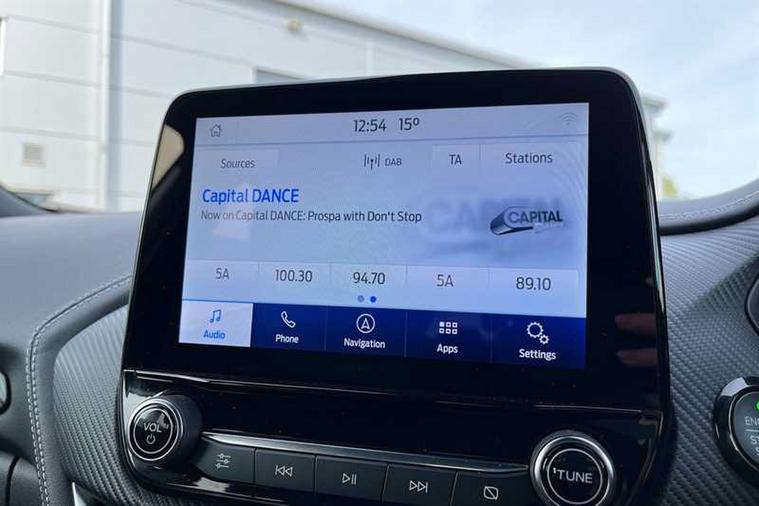 12:54 15°
Sources DAB TA Stations
Capital DANCE
Now on Capital DANCE: Prospa with Don't Stop
CAPITAL
5A 100.30 94.70 5A 89.10
Audio Phone Navigation Apps Settings
VOL TUNE